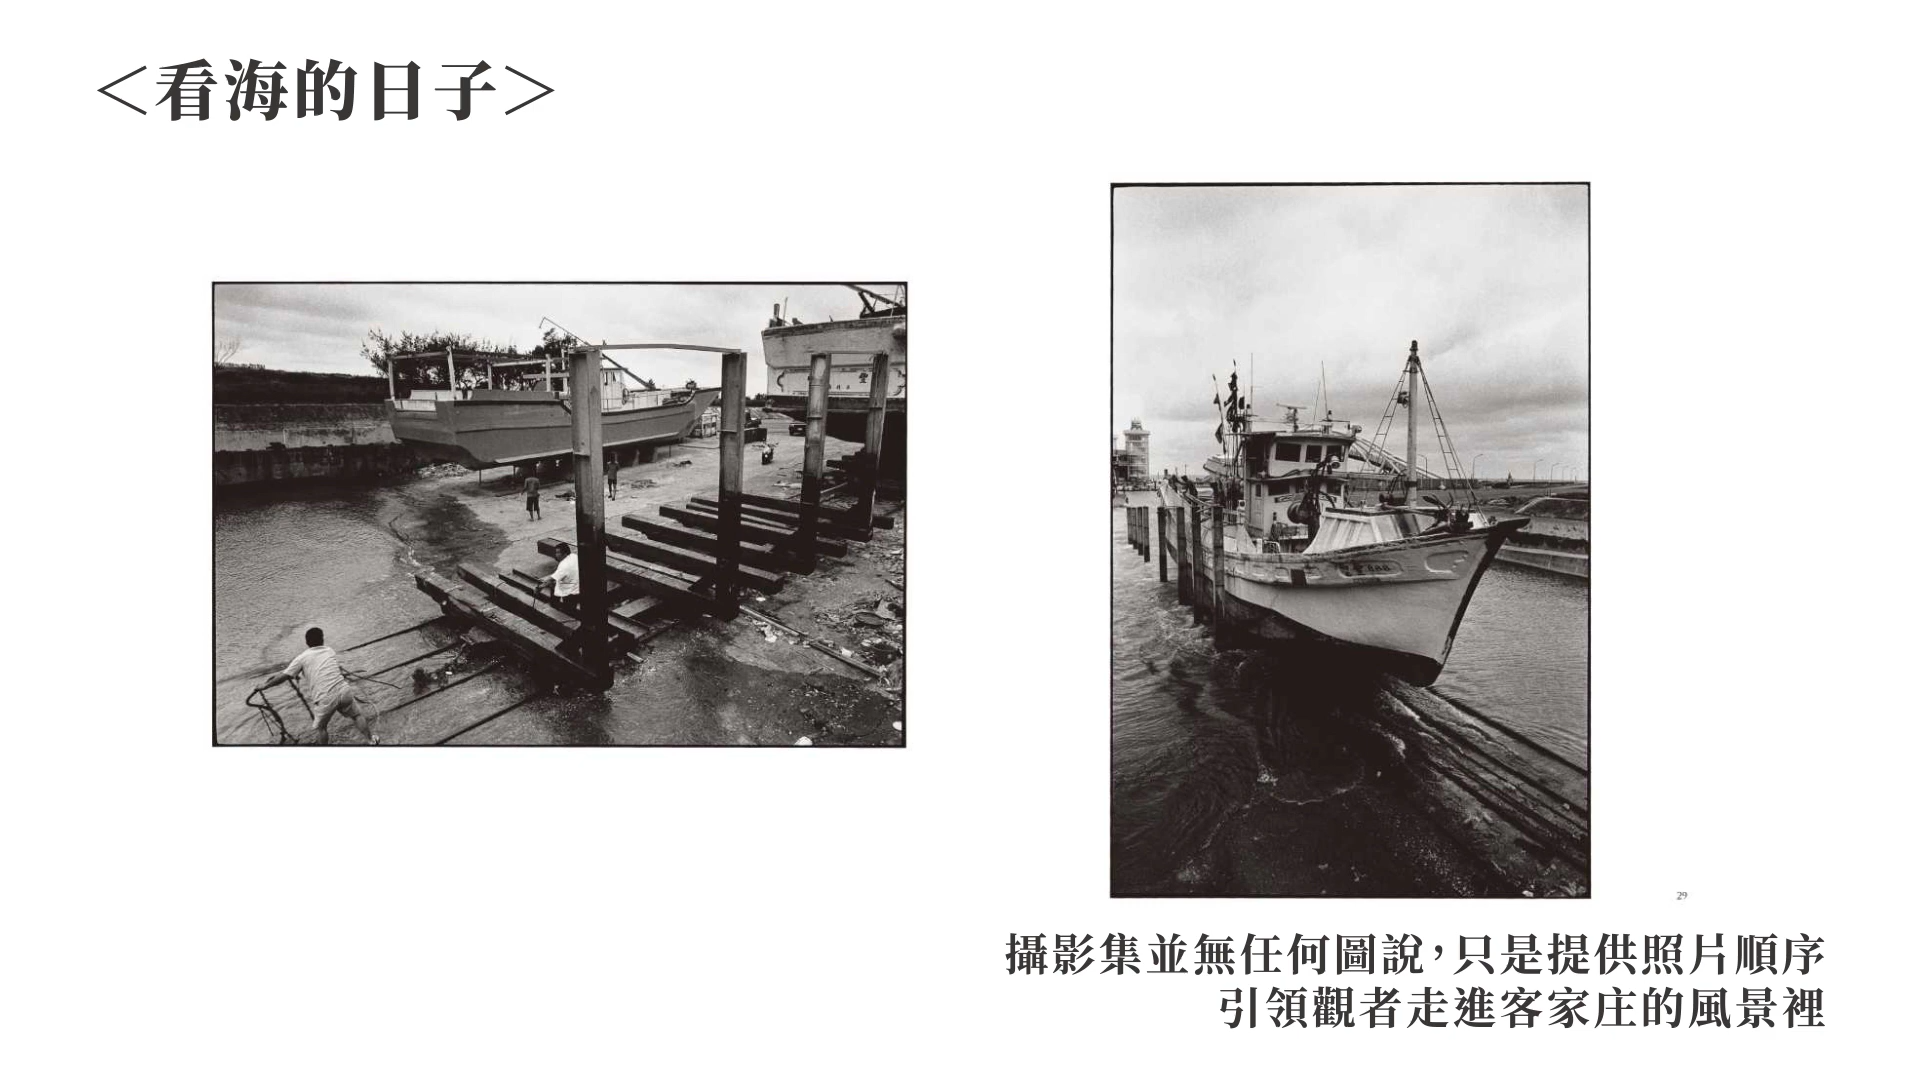 ＜看海的日子＞
29
攝影集並無任何圖說，只是提供照片順序
引領觀者走進客家庄的風景裡